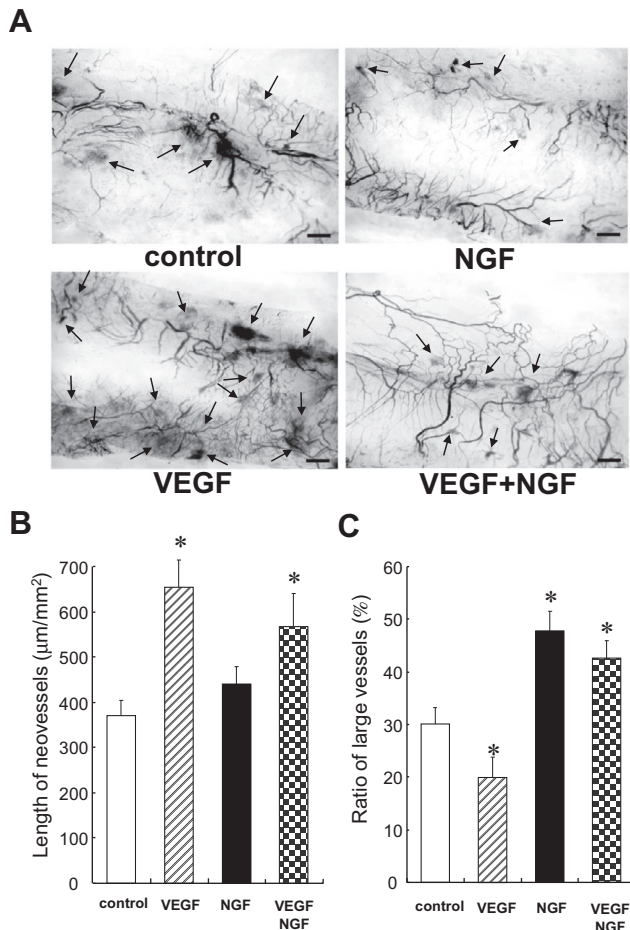 A
control
NGF
VEGF
VEGF+NGF
B
Length of neovessels (μm/mm²)
700
600
500
400
300
200
100
0
*
*
control
VEGF
NGF
VEGF
NGF
C
Ratio of large vessels (%)
60
50
40
30
20
10
0
*
*
*
control
VEGF
NGF
VEGF
NGF